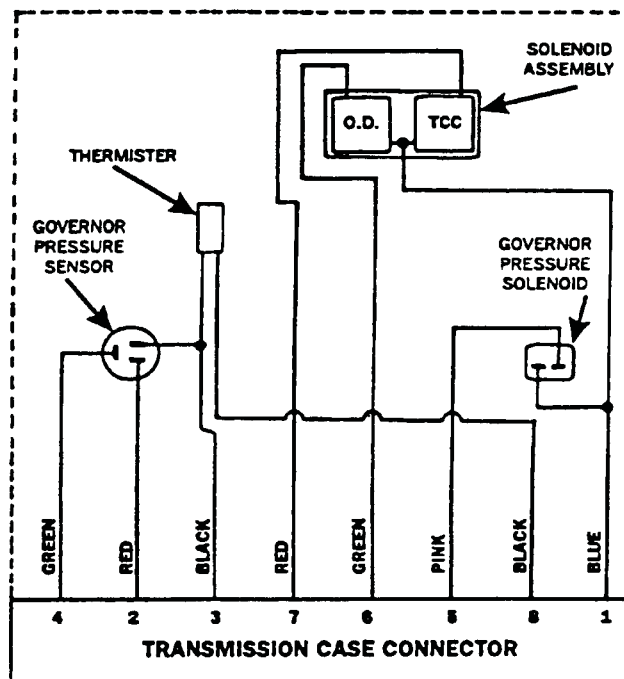 SOLENOID
ASSEMBLY
O.D.
TCC
THERMISTER
GOVERNOR
PRESSURE
SENSOR
GOVERNOR
PRESSURE
SOLENOID
GREEN
RED
BLACK
RED
GREEN
PINK
BLACK
BLUE
4 2 3 7 6 5 8 1
TRANSMISSION CASE CONNECTOR